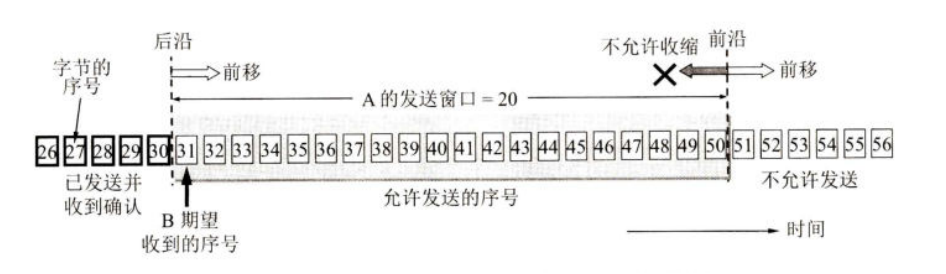 后沿
不允许收缩
前沿
字节的
序号
前移
前移
A 的发送窗口 = 20
26 27 28 29 30 31 32 33 34 35 36 37 38 39 40 41 42 43 44 45 46 47 48 49 50 51 52 53 54 55 56
已发送并
收到确认
允许发送的序号
不允许发送
B 期望
收到的序号
时间